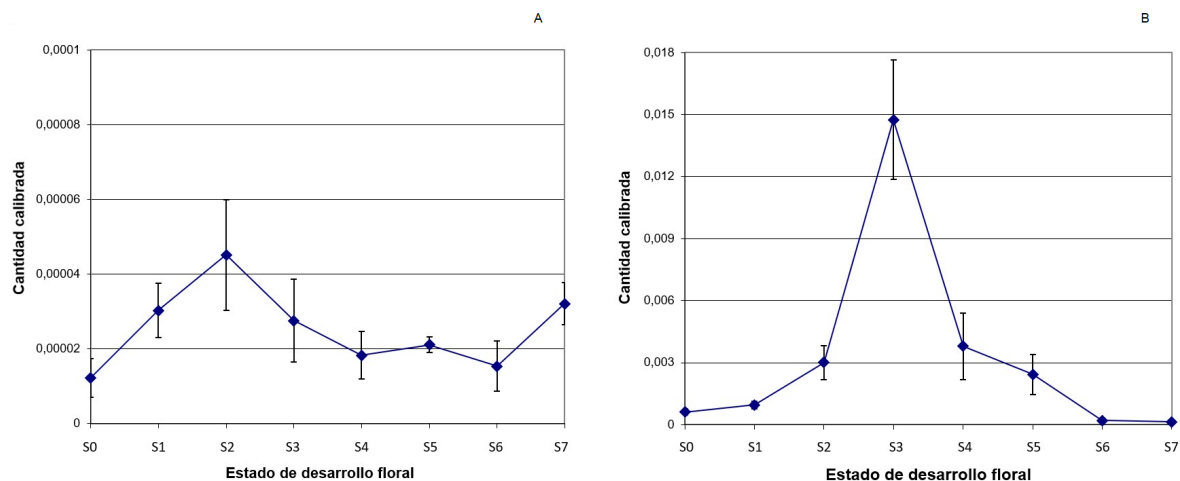 A
0,0001
0,00008
0,00006
0,00004
0,00002
0
Cantidad calibrada
S0 S1 S2 S3 S4 S5 S6 S7
Estado de desarrollo floral
B
0,018
0,015
0,012
0,009
0,006
0,003
0
Cantidad calibrada
S0 S1 S2 S3 S4 S5 S6 S7
Estado de desarrollo floral